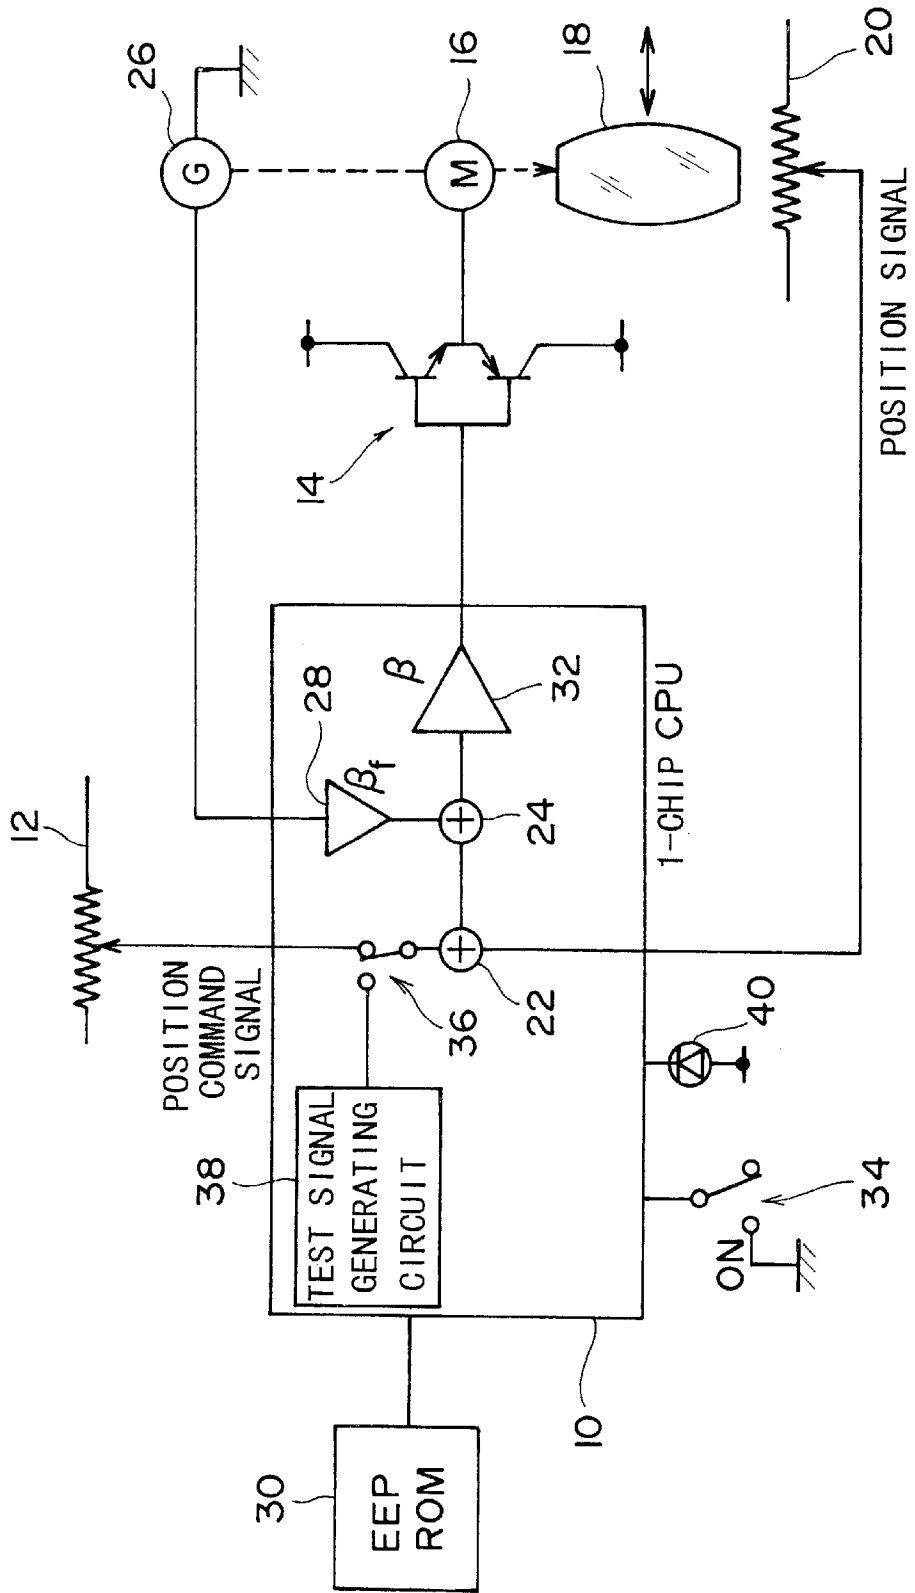 12
POSITION
COMMAND
SIGNAL
26
G
28
βf
38
TEST SIGNAL
GENERATING
CIRCUIT
36
22
24
β
32
14
M
16
18
20
POSITION SIGNAL
30
EEP
ROM
10
ON
34
40
1-CHIP CPU